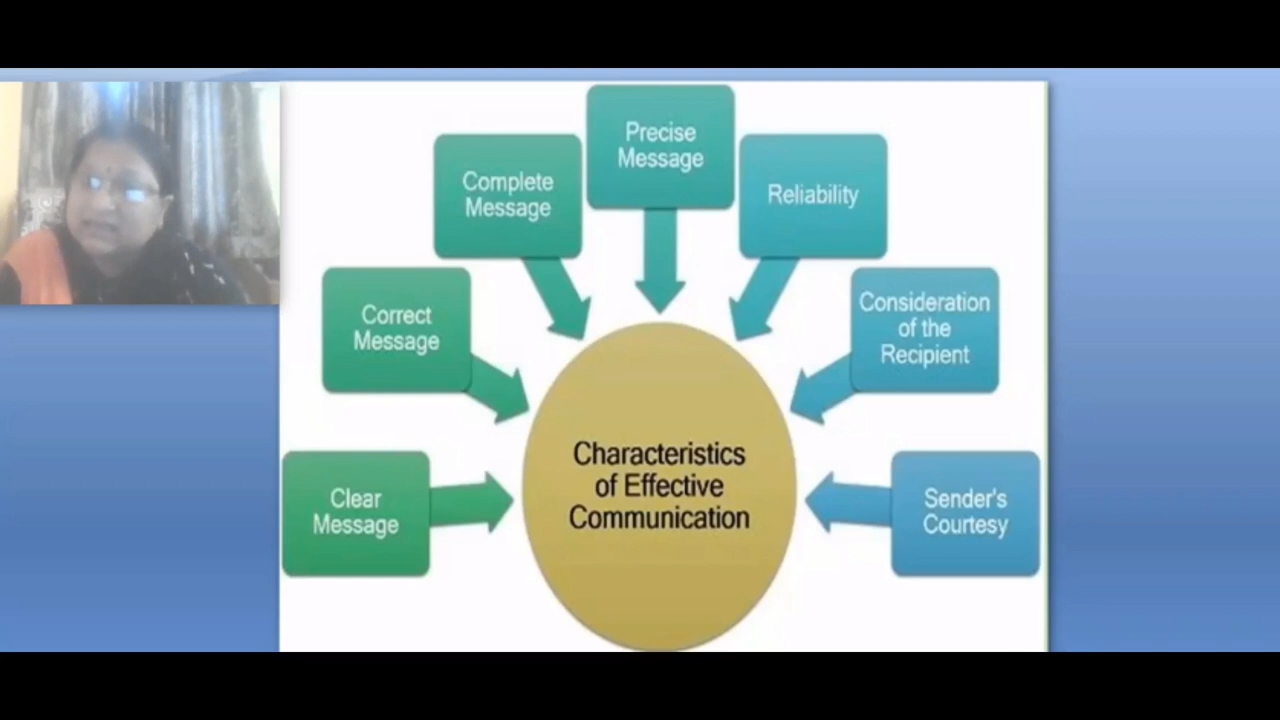 Precise
Message
Complete
Message
Reliability
Correct
Message
Consideration
of the
Recipient
Clear
Message
Characteristics
of Effective
Communication
Sender's
Courtesy